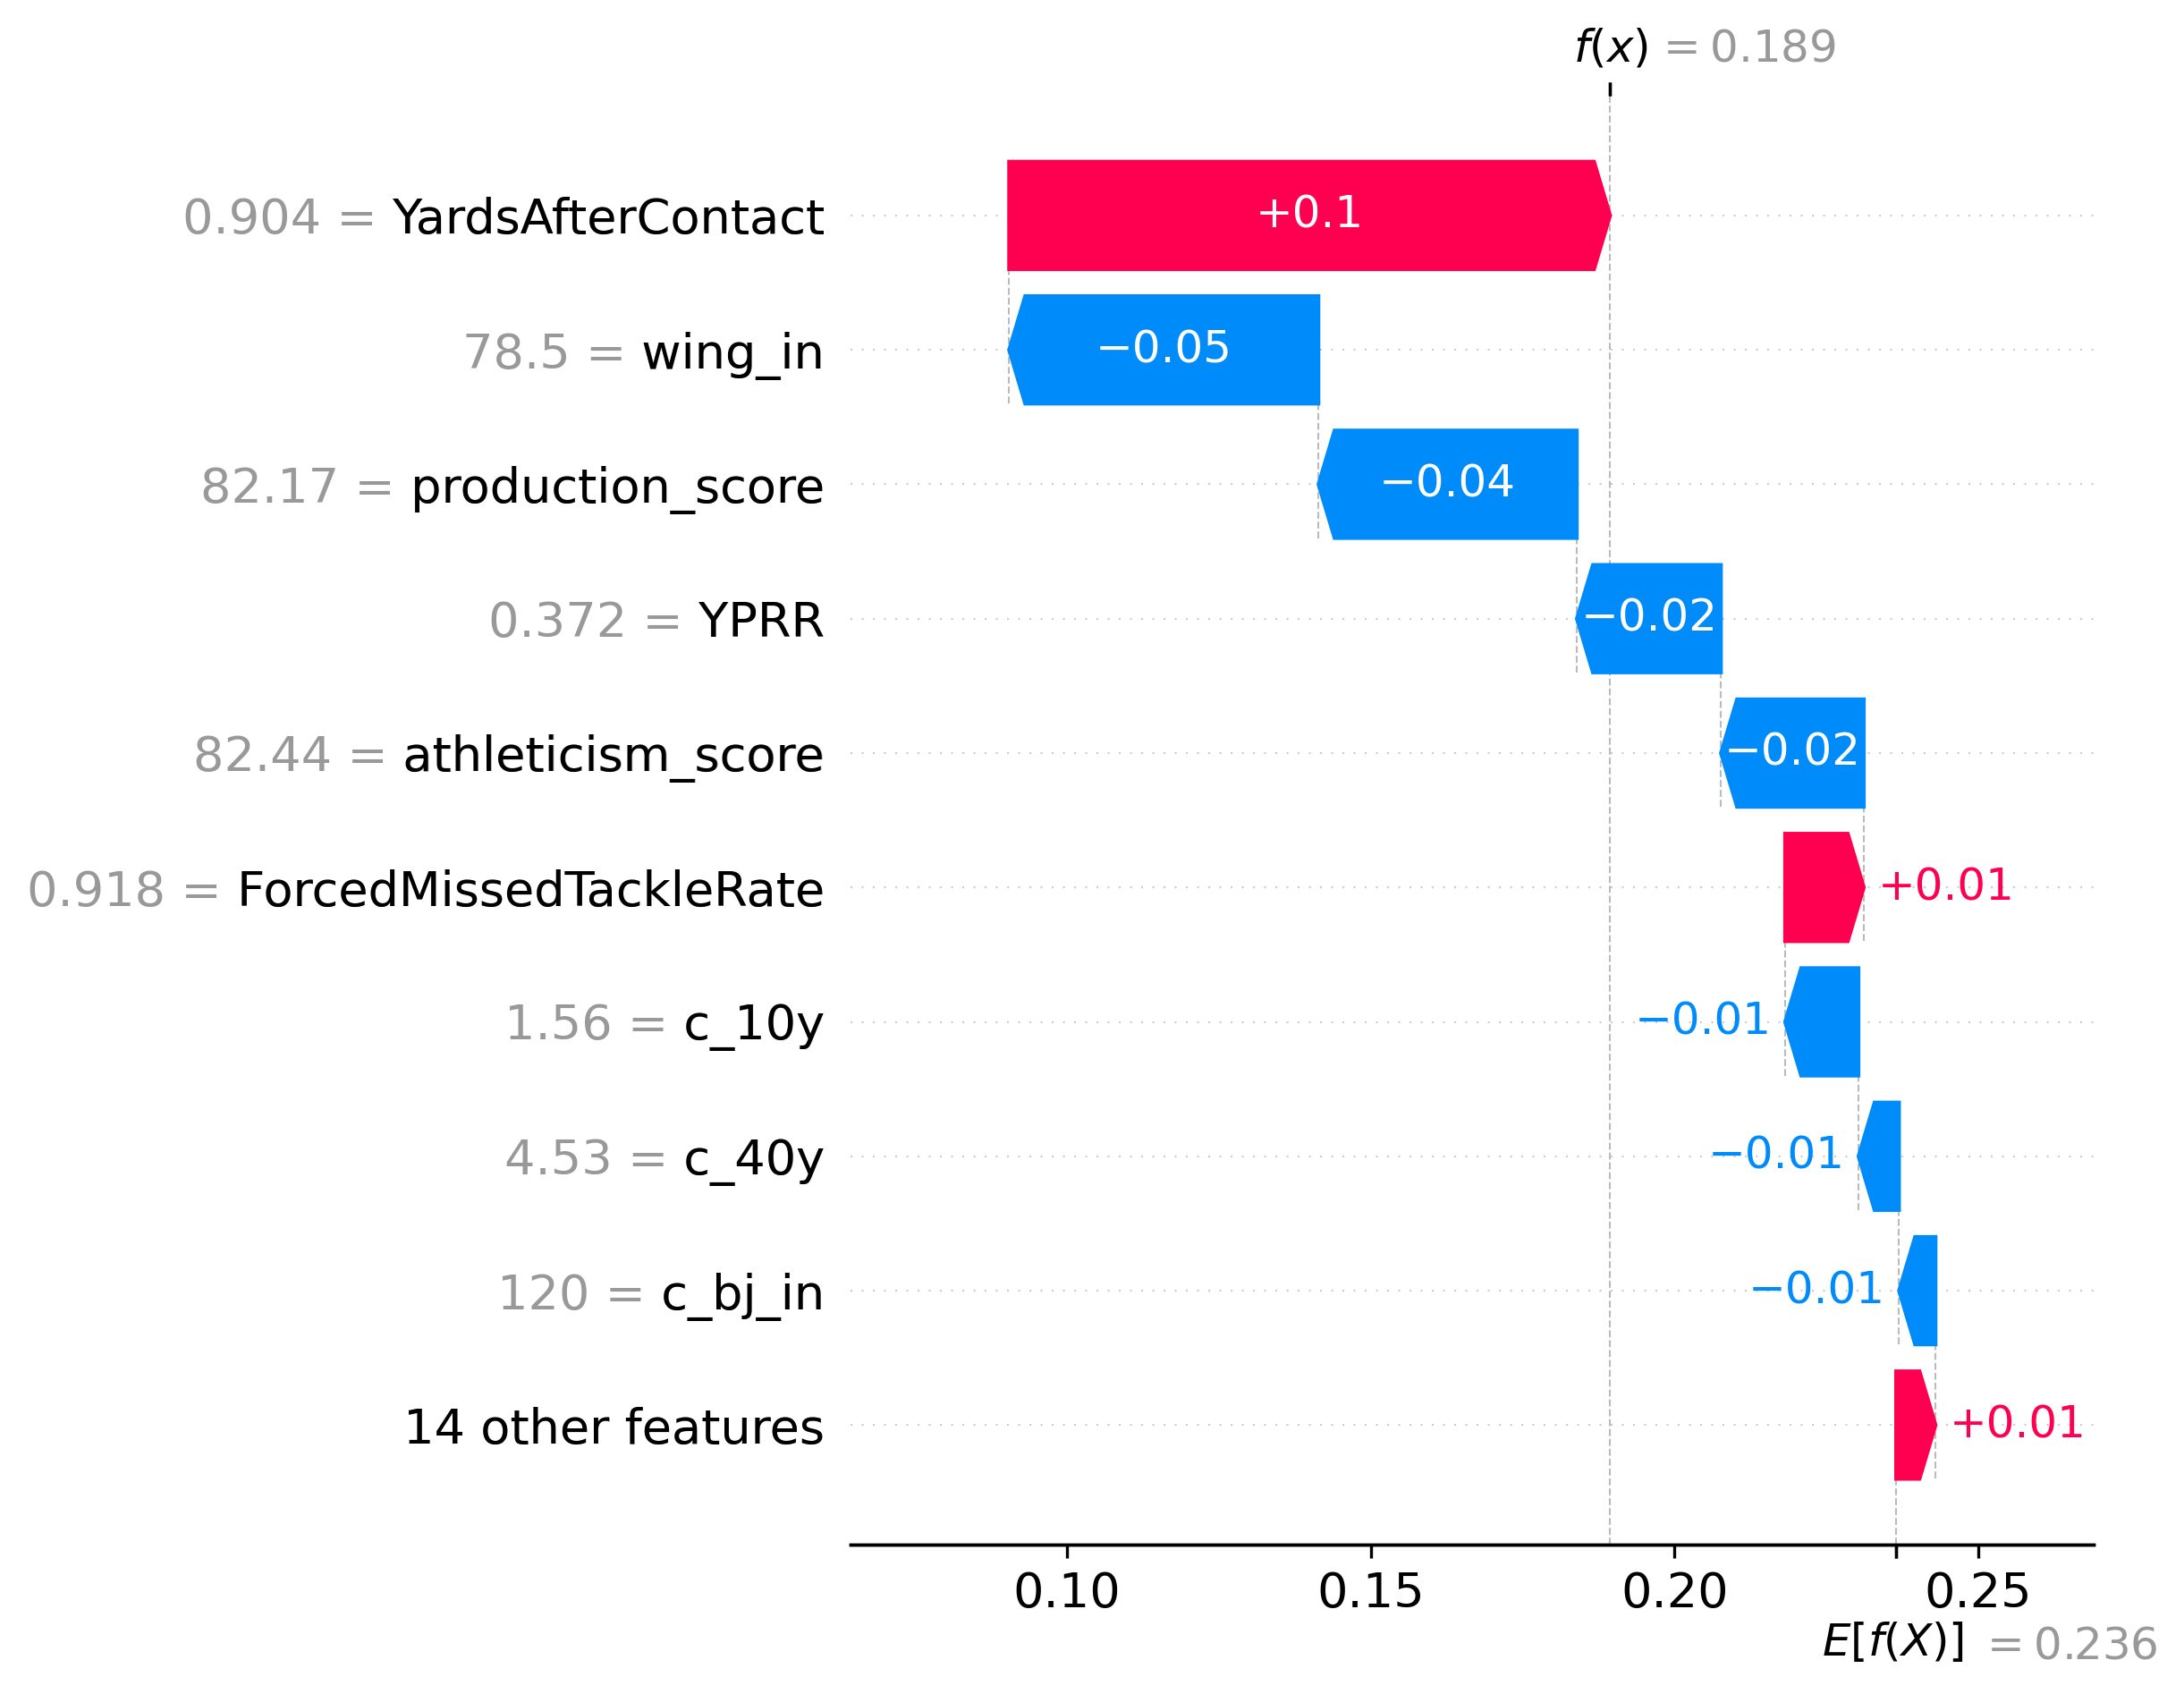 f(x) = 0.189
0.904 = YardsAfterContact
+0.1
78.5 = wing_in
−0.05
82.17 = production_score
−0.04
0.372 = YPRR
−0.02
82.44 = athleticism_score
−0.02
0.918 = ForcedMissedTackleRate
+0.01
1.56 = c_10y
−0.01
4.53 = c_40y
−0.01
120 = c_bj_in
−0.01
14 other features
+0.01
0.10 0.15 0.20 0.25
E[f(X)] = 0.236